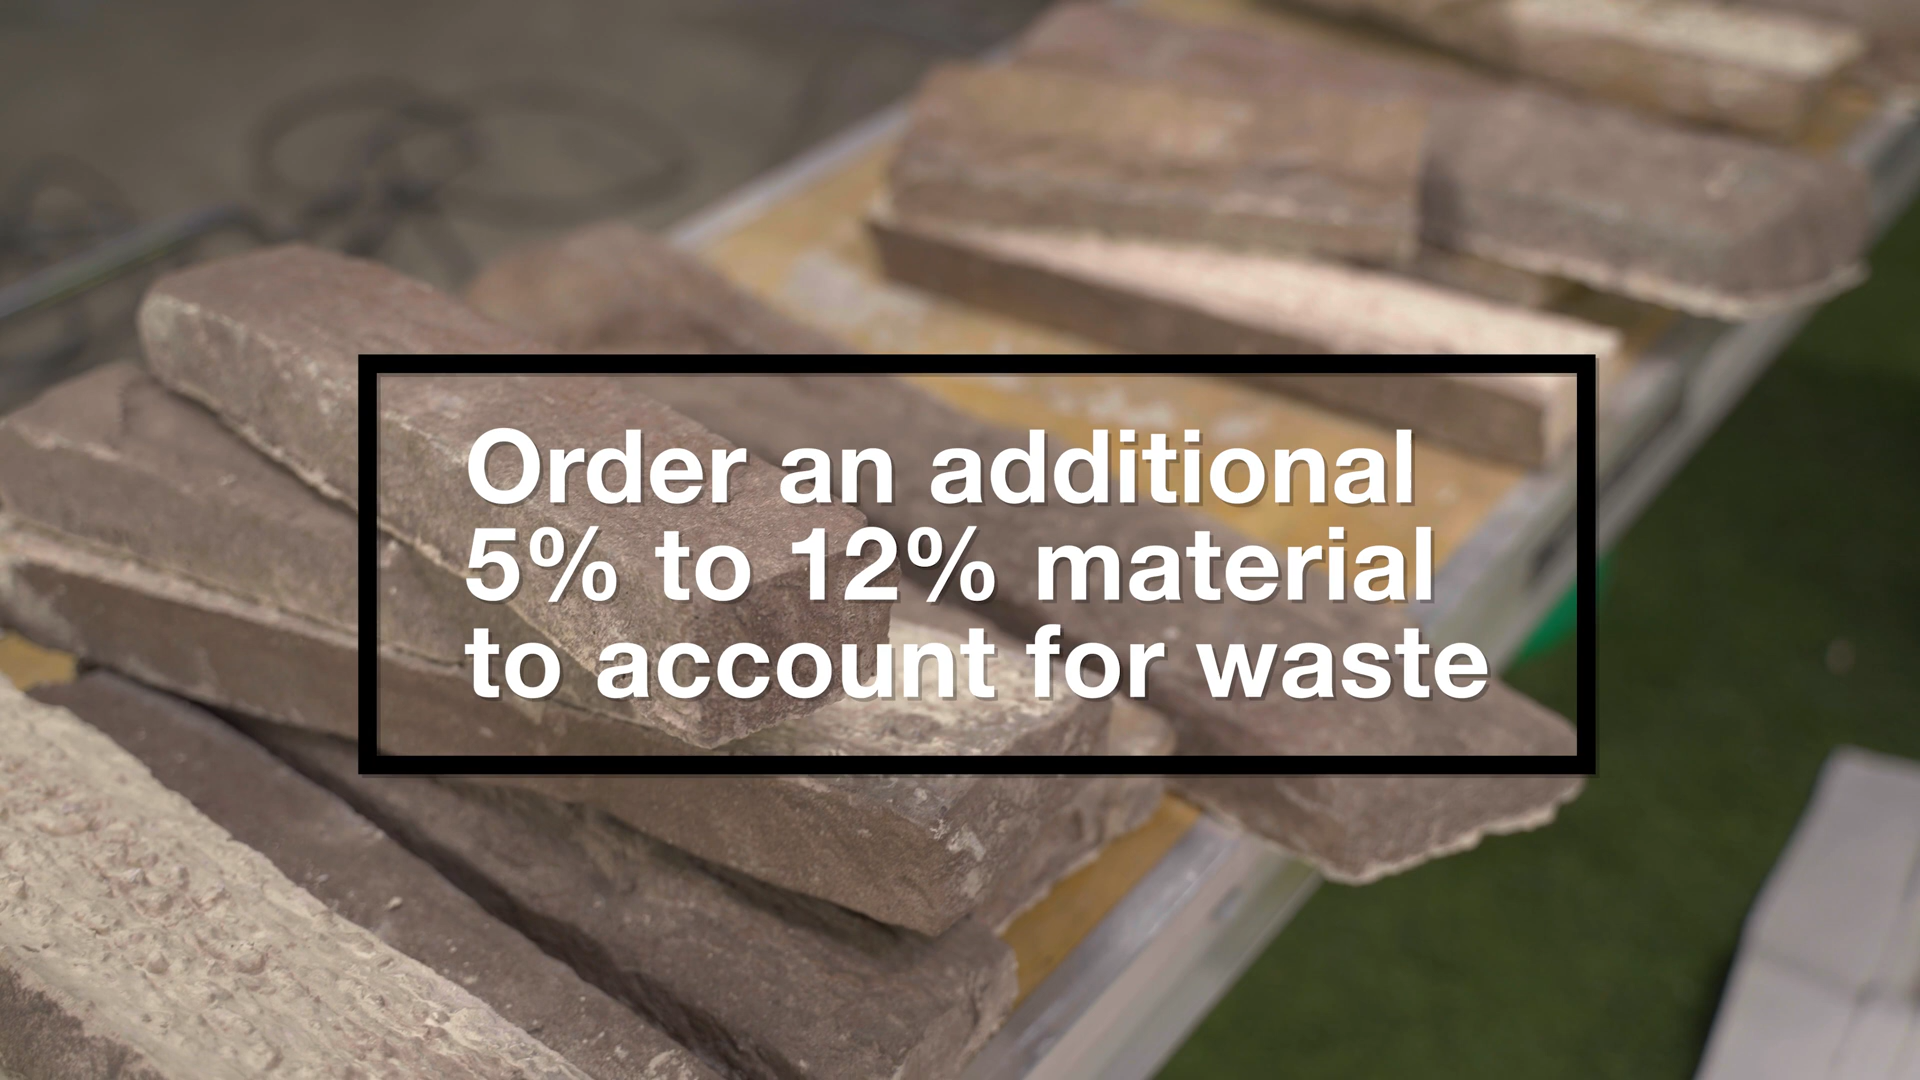 Order an additional
5% to 12% material
to account for waste